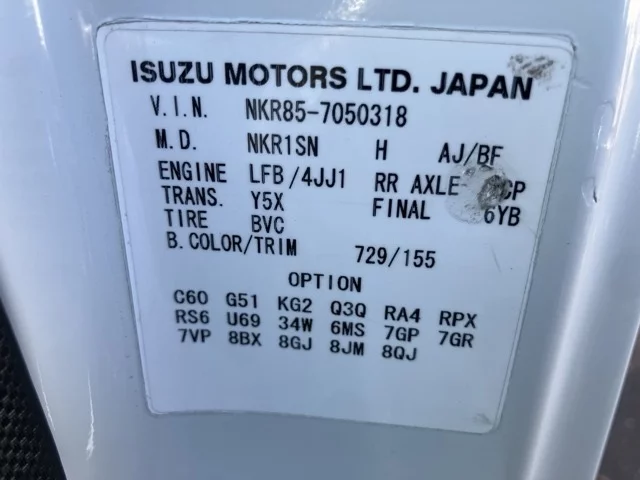 ISUZU MOTORS LTD. JAPAN
V.I.N. NKR85-7050318
M.D. NKR1SN H AJ/BF
ENGINE LFB/4JJ1 RR AXLE
TRANS. Y5X FINAL 6YB
TIRE BVC
B.COLOR/TRIM 729/155
OPTION
C60 G51 KG2 Q3Q RA4 RPX
RS6 U69 34W 6MS 7GP 7GR
7VP 8BX 8GJ 8JM 8QJ